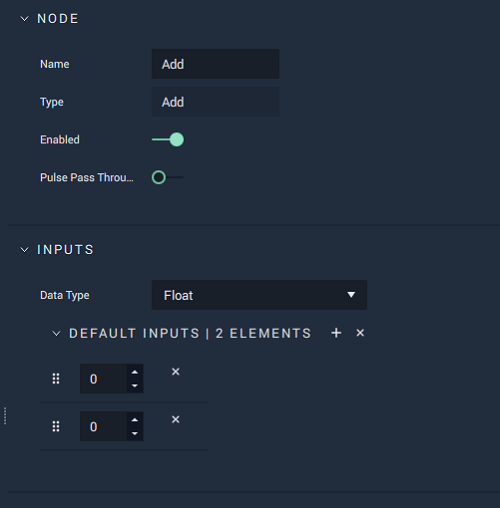 NODE
Name Add
Type Add
Enabled
Pulse Pass Throu...
INPUTS
Data Type Float
DEFAULT INPUTS | 2 ELEMENTS + ×
0 ×
0 ×